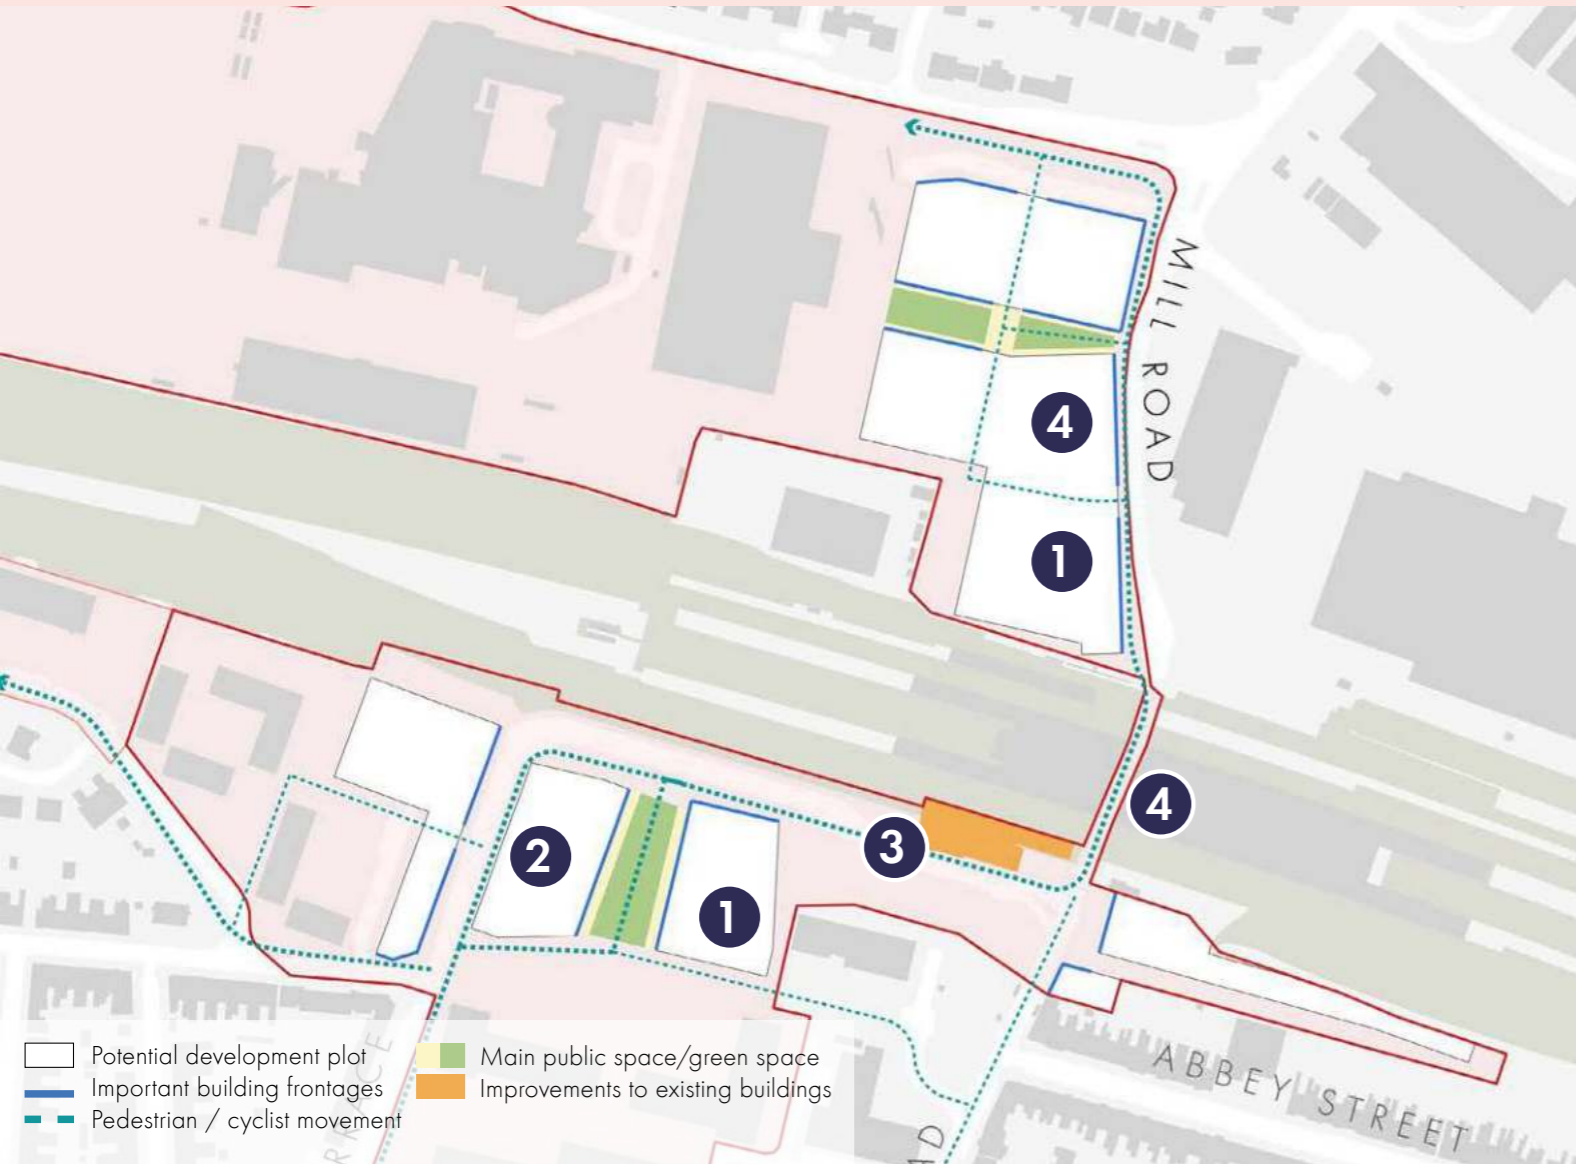 MILL ROAD
4
1
4
3
2
1
ABBEY STREET
Potential development plot
Important building frontages
Pedestrian / cyclist movement
Main public space/green space
Improvements to existing buildings